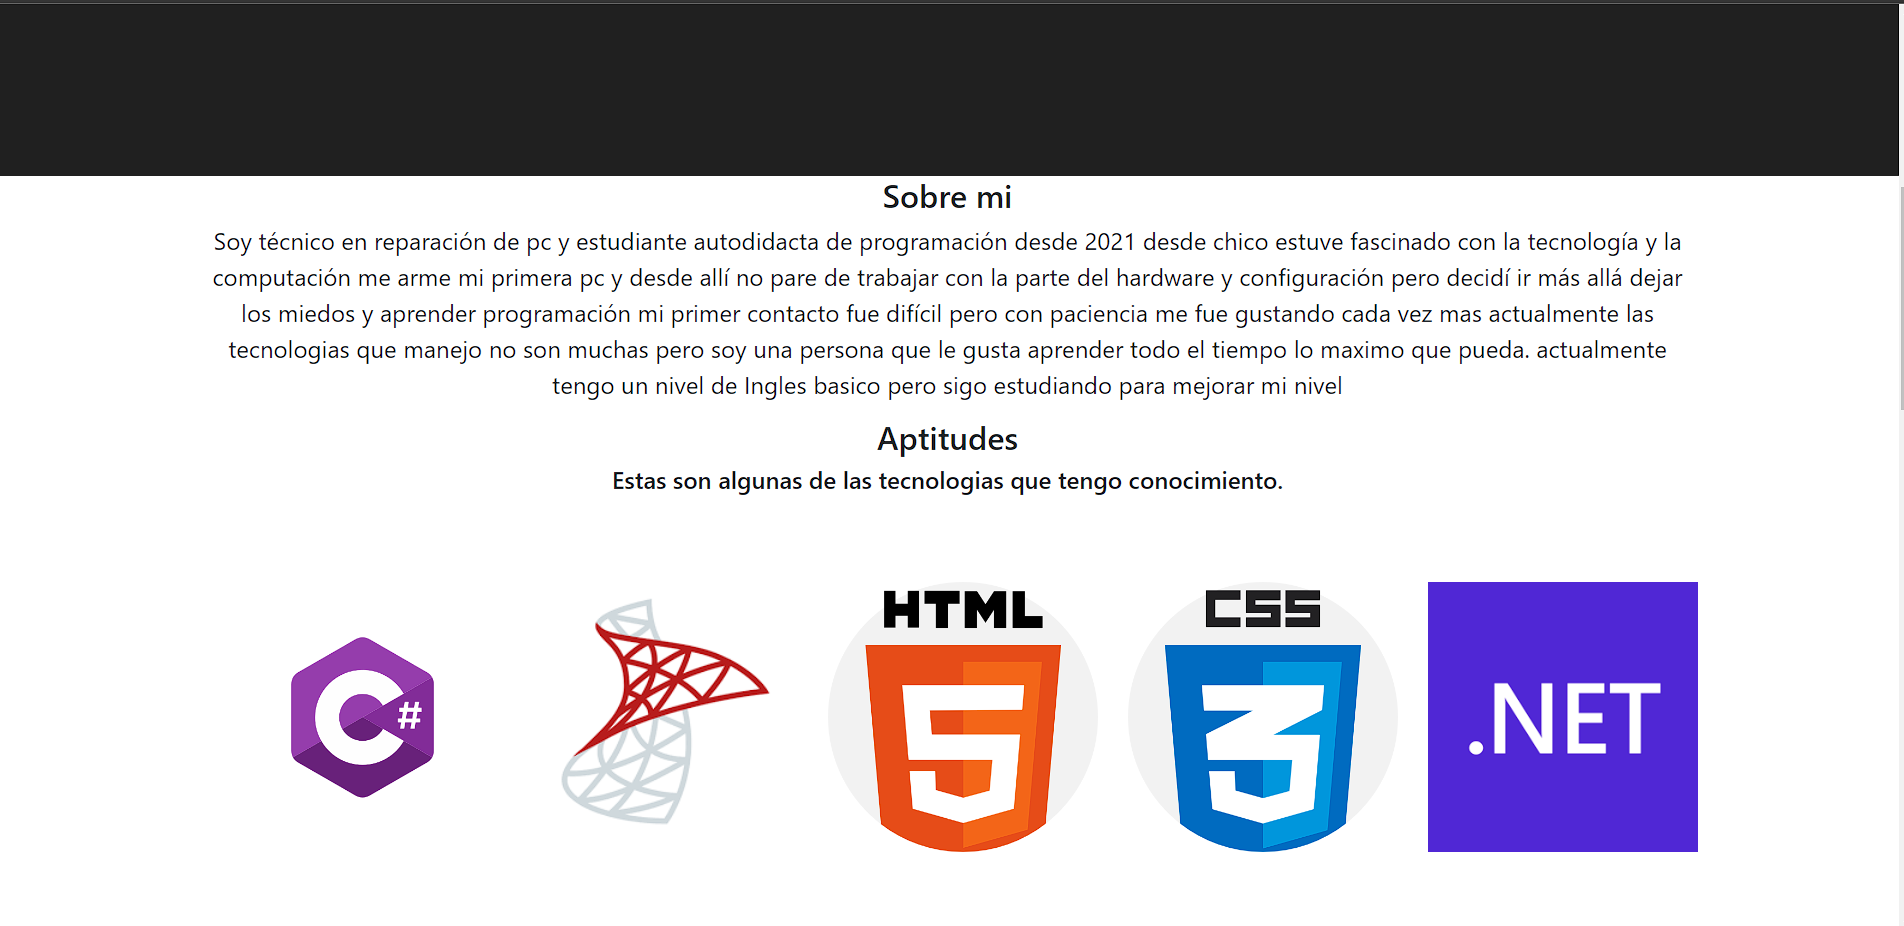 Sobre mi
Soy técnico en reparación de pc y estudiante autodidacta de programación desde 2021 desde chico estuve fascinado con la tecnología y la
computación me arme mi primera pc y desde allí no pare de trabajar con la parte del hardware y configuración pero decidí ir más allá dejar
los miedos y aprender programación mi primer contacto fue difícil pero con paciencia me fue gustando cada vez mas actualmente las
tecnologias que manejo no son muchas pero soy una persona que le gusta aprender todo el tiempo lo maximo que pueda. actualmente
tengo un nivel de Ingles basico pero sigo estudiando para mejorar mi nivel
Aptitudes
Estas son algunas de las tecnologias que tengo conocimiento.
C#
HTML
5
CSS
3
.NET